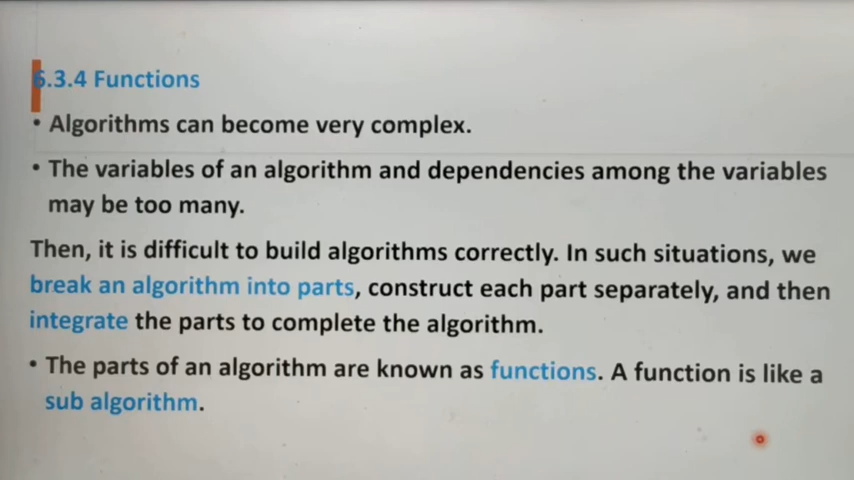 6.3.4 Functions
• Algorithms can become very complex.
• The variables of an algorithm and dependencies among the variables
may be too many.
Then, it is difficult to build algorithms correctly. In such situations, we
break an algorithm into parts, construct each part separately, and then
integrate the parts to complete the algorithm.
• The parts of an algorithm are known as functions. A function is like a
sub algorithm.